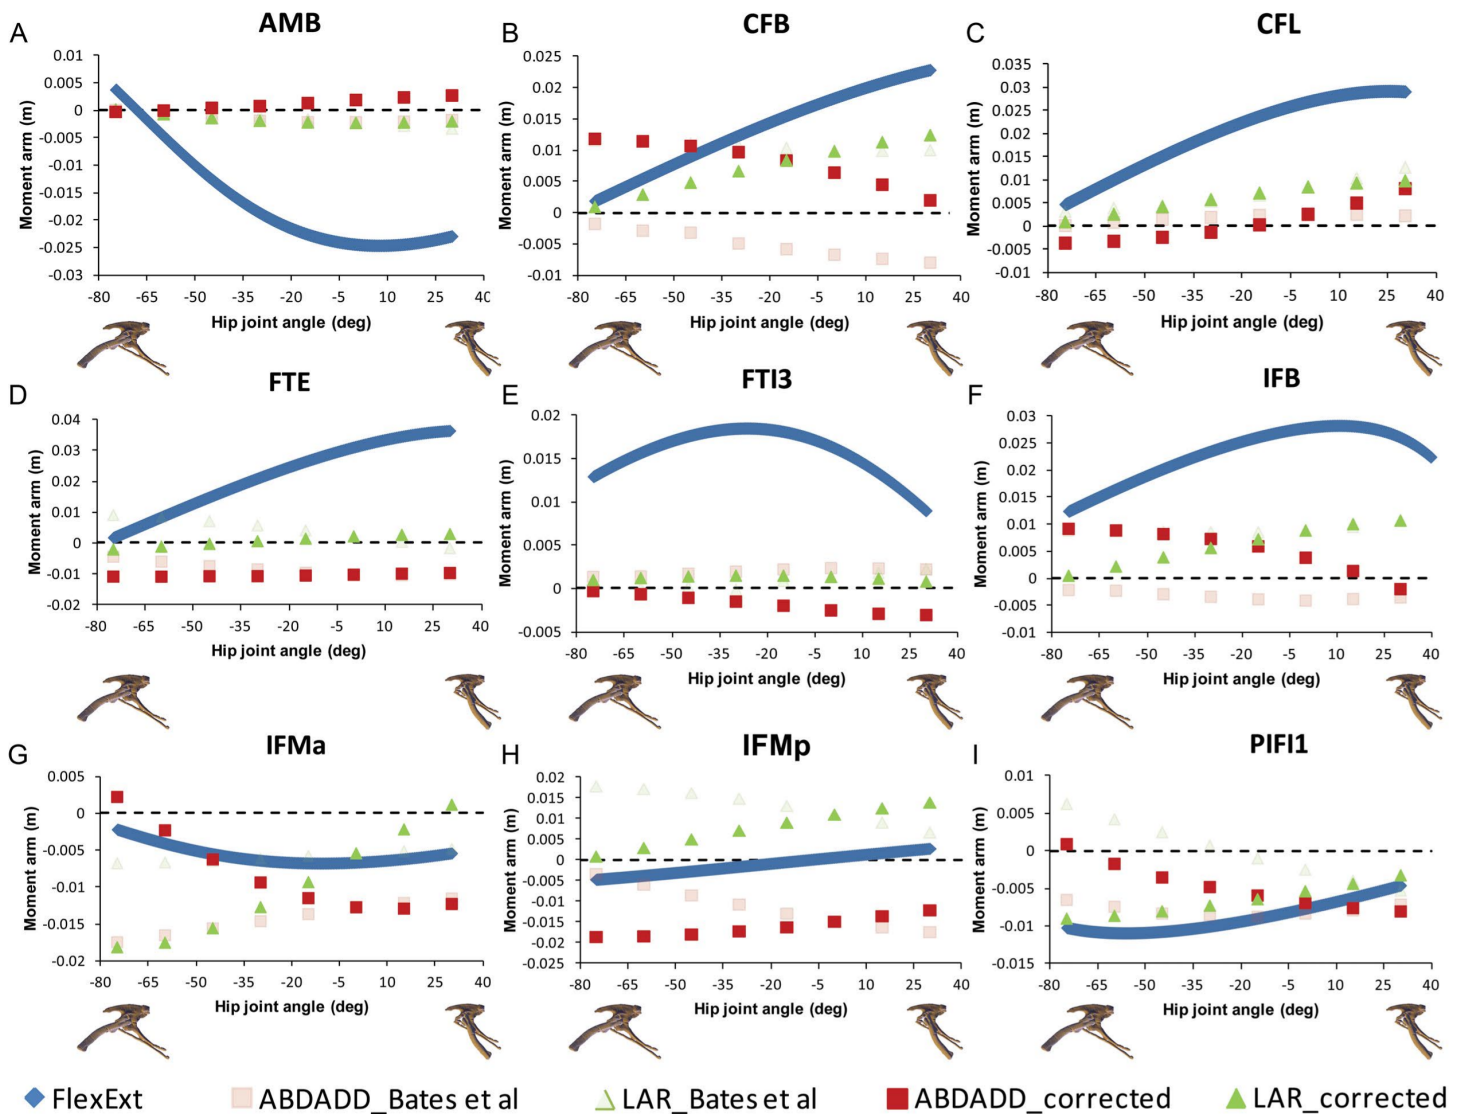 A
AMB
0.01
0.005
0
-0.005
-0.01
-0.015
-0.02
-0.025
-0.03
Moment arm (m)
-80 -65 -50 -35 -20 -5 10 25 40
Hip joint angle (deg)
B
CFB
0.025
0.02
0.015
0.01
0.005
0
-0.005
-0.01
Moment arm (m)
-80 -65 -50 -35 -20 -5 10 25 40
Hip joint angle (deg)
C
CFL
0.035
0.03
0.025
0.02
0.015
0.01
0.005
0
-0.005
-0.01
Moment arm (m)
-80 -65 -50 -35 -20 -5 10 25 40
Hip joint angle (deg)
D
FTE
0.04
0.03
0.02
0.01
0
-0.01
-0.02
Moment arm (m)
-80 -65 -50 -35 -20 -5 10 25 40
Hip joint angle (deg)
E
FTI3
0.02
0.015
0.01
0.005
0
-0.005
Moment arm (m)
-80 -65 -50 -35 -20 -5 10 25 40
Hip joint angle (deg)
F
IFB
0.03
0.025
0.02
0.015
0.01
0.005
0
-0.005
-0.01
Moment arm (m)
-80 -65 -50 -35 -20 -5 10 25 40
Hip joint angle (deg)
G
IFMa
0.005
0
-0.005
-0.01
-0.015
-0.02
Moment arm (m)
-80 -65 -50 -35 -20 -5 10 25 40
Hip joint angle (deg)
H
IFMp
0.02
0.015
0.01
0.005
0
-0.005
-0.01
-0.015
-0.02
-0.025
Moment arm (m)
-80 -65 -50 -35 -20 -5 10 25 40
Hip joint angle (deg)
I
PIFI1
0.01
0.005
0
-0.005
-0.01
-0.015
Moment arm (m)
-80 -65 -50 -35 -20 -5 10 25 40
Hip joint angle (deg)
FlexExt ABDADD_Bates et al LAR_Bates et al ABDADD_corrected LAR_corrected